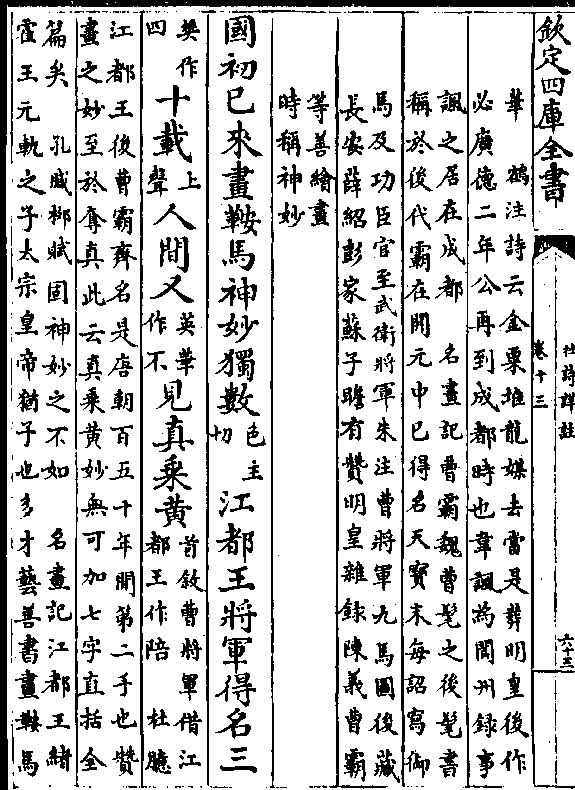 欽定四庫全書
杜詩詳註
卷十三
六十三
華 鶴注詩云金粟堆龍媒去當是葬明皇後作
必廣德二年公再到成都時也韋諷為閬州錄事
諷之居在成都 名畫記曹霸魏曹髦之後髦書
稱於後代霸在開元中已得名天寶末每詔寫御
馬及功臣官至武衛將軍朱注曹將軍九馬圖後藏
長安薛紹彭家蘇子瞻有贊明皇雜錄陳義曹霸
等善繪畫
時稱神妙
國初已來畫鞍馬神妙獨數色主切江都王將軍得名三
樊作四十載上聲人間又英華作不見真乘黃首敘曹將軍借江都王作陪 杜臆
江都王後曹霸齊名是唐朝百五十年間第二手也贊
畫之妙至於奪真此云真乘黃妙無可加七字直括全
篇矣 孔臧柳賦固神妙之不如 名畫記江都王緒
霍王元軌之子太宗皇帝猶子也多才藝善書畫鞍馬